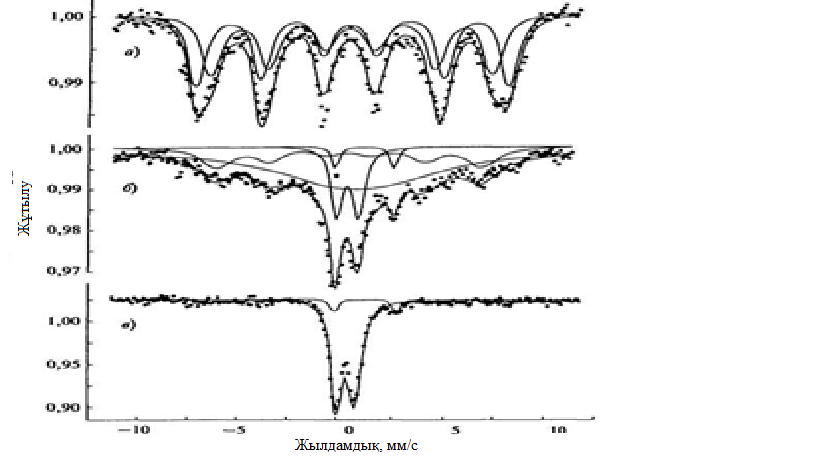 1,00
а)
0,99
1,00
0,99
б)
0,98
0,97
1,00
в)
0,95
0,90
Жұтылу
−10 −5 0 5 10
Жылдамдық, мм/с